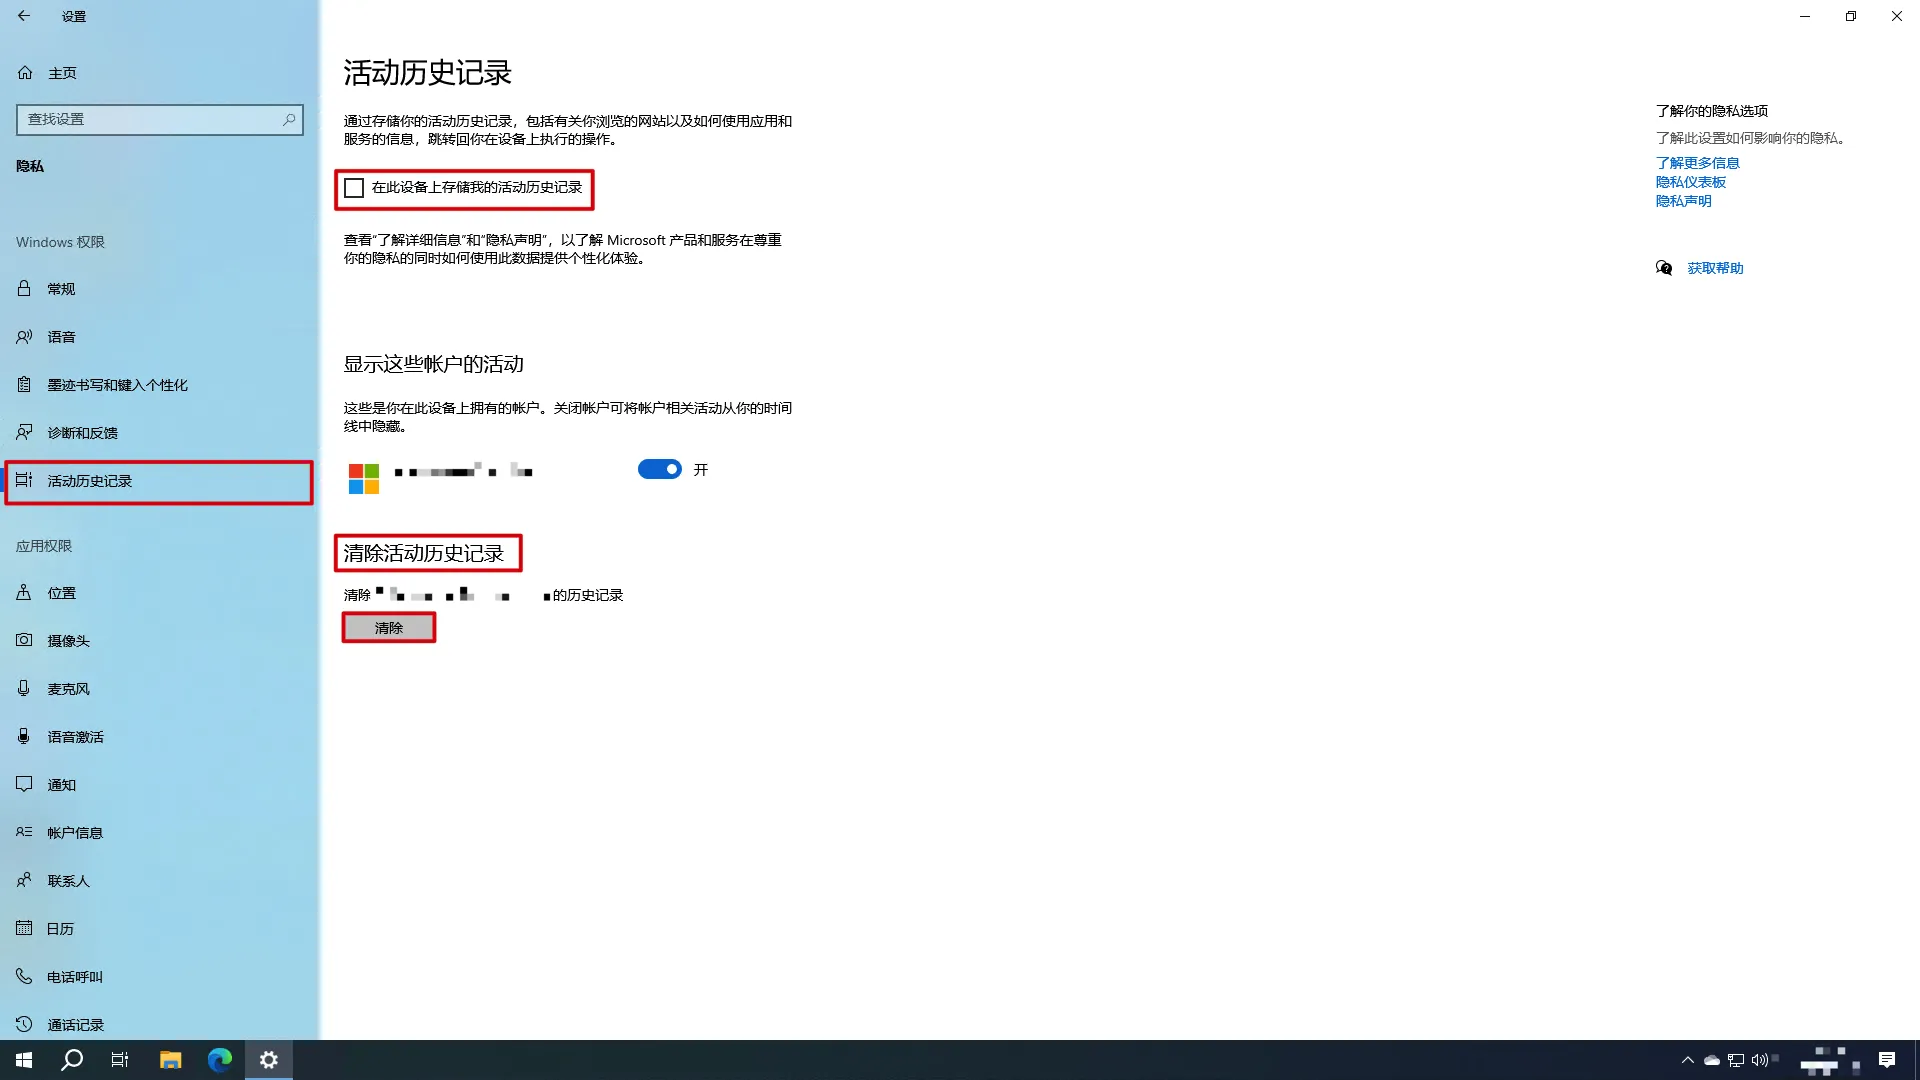 设置
主页
查找设置
隐私
Windows 权限
常规
语音
墨迹书写和键入个性化
诊断和反馈
活动历史记录
应用权限
位置
摄像头
麦克风
语音激活
通知
帐户信息
联系人
日历
电话呼叫
通话记录
活动历史记录
通过存储你的活动历史记录，包括有关你浏览的网站以及如何使用应用和
服务的信息，跳转回你在设备上执行的操作。
在此设备上存储我的活动历史记录
查看“了解详细信息”和“隐私声明”，以了解 Microsoft 产品和服务在尊重
你的隐私的同时如何使用此数据提供个性化体验。
显示这些帐户的活动
这些是你在此设备上拥有的帐户。关闭帐户可将帐户相关活动从你的时间
线中隐藏。
开
清除活动历史记录
清除
的历史记录
清除
了解你的隐私选项
了解此设置如何影响你的隐私。
了解更多信息
隐私仪表板
隐私声明
获取帮助